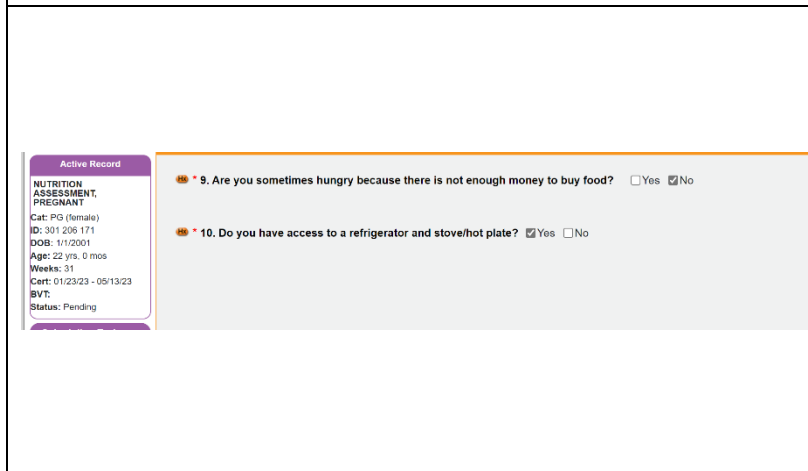 Active Record
NUTRITION
ASSESSMENT,
PREGNANT
Cat: PG (female)
ID: 301 206 171
DOB: 1/1/2001
Age: 22 yrs, 0 mos
Weeks: 31
Cert: 01/23/23 - 05/13/23
BVT:
Status: Pending
Hx * 9. Are you sometimes hungry because there is not enough money to buy food? Yes No
Hx * 10. Do you have access to a refrigerator and stove/hot plate? Yes No